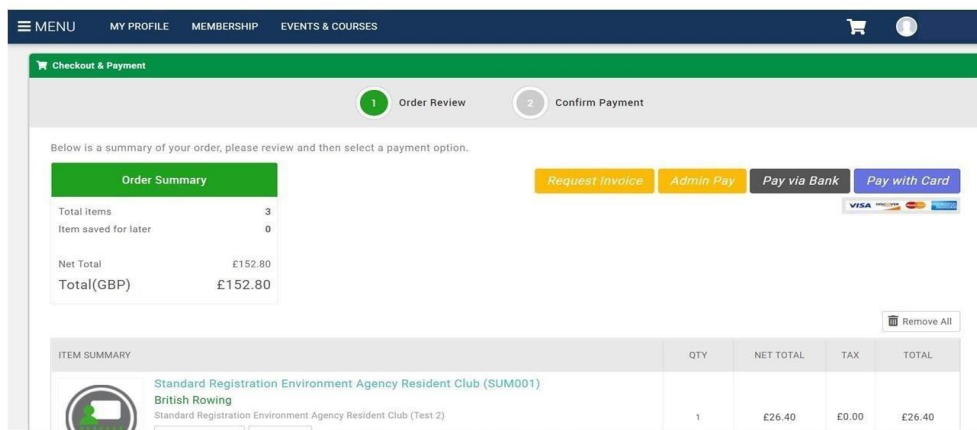 MENU MY PROFILE MEMBERSHIP EVENTS & COURSES
Checkout & Payment
1 Order Review 2 Confirm Payment
Below is a summary of your order, please review and then select a payment option.
Order Summary
Request Invoice Admin Pay Pay via Bank Pay with Card
Total items 3
VISA DISCOVER
Item saved for later 0
Net Total £152.80
Total(GBP) £152.80
Remove All
ITEM SUMMARY QTY NET TOTAL TAX TOTAL
Standard Registration Environment Agency Resident Club (SUM001)
British Rowing
Standard Registration Environment Agency Resident Club (Test 2)
1 £26.40 £0.00 £26.40